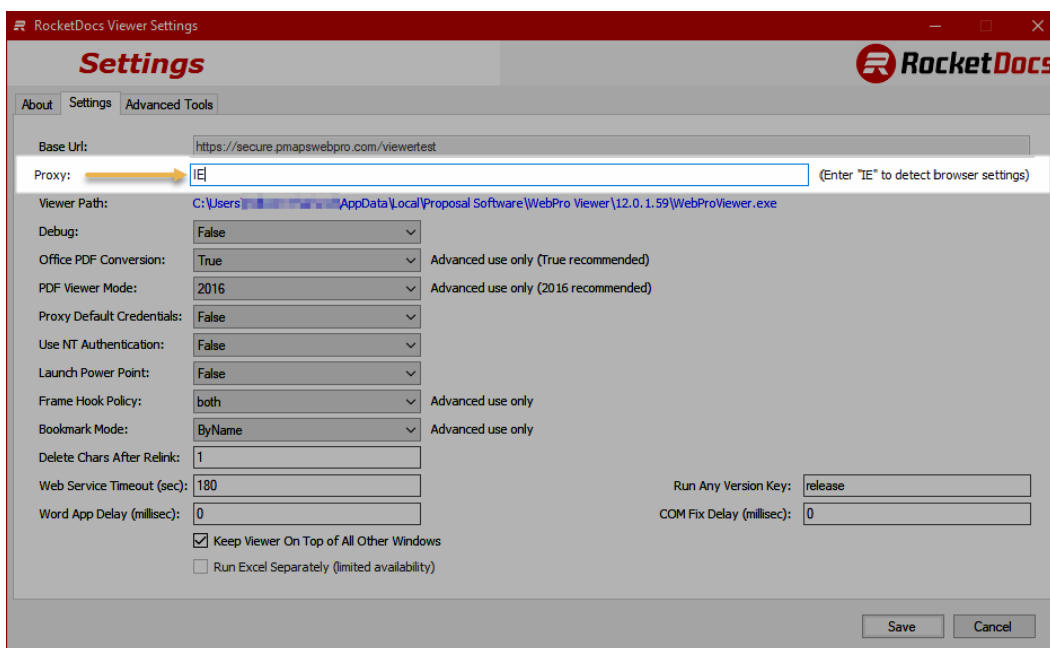 RocketDocs Viewer Settings
Settings
RocketDocs
About Settings Advanced Tools
Base Url: https://secure.pmapswebpro.com/viewertest
Proxy: IE (Enter "IE" to detect browser settings)
Viewer Path: C:\Users\ \AppData\Local\Proposal Software\WebPro Viewer\12.0.1.59\WebProViewer.exe
Debug: False
Office PDF Conversion: True Advanced use only (True recommended)
PDF Viewer Mode: 2016 Advanced use only (2016 recommended)
Proxy Default Credentials: False
Use NT Authentication: False
Launch Power Point: False
Frame Hook Policy: both Advanced use only
Bookmark Mode: ByName Advanced use only
Delete Chars After Relink: 1
Web Service Timeout (sec): 180 Run Any Version Key: release
Word App Delay (millisec): 0 COM Fix Delay (millisec): 0
Keep Viewer On Top of All Other Windows
Run Excel Separately (limited availability)
Save Cancel